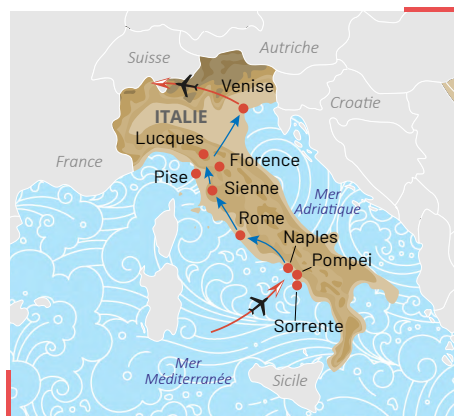 Suisse
Autriche
Venise
Croatie
ITALIE
Lucques
France
Florence
Pise
Sienne
Mer
Adriatique
Rome
Naples
Pompei
Sorrente
Mer
Méditerranée
Sicile